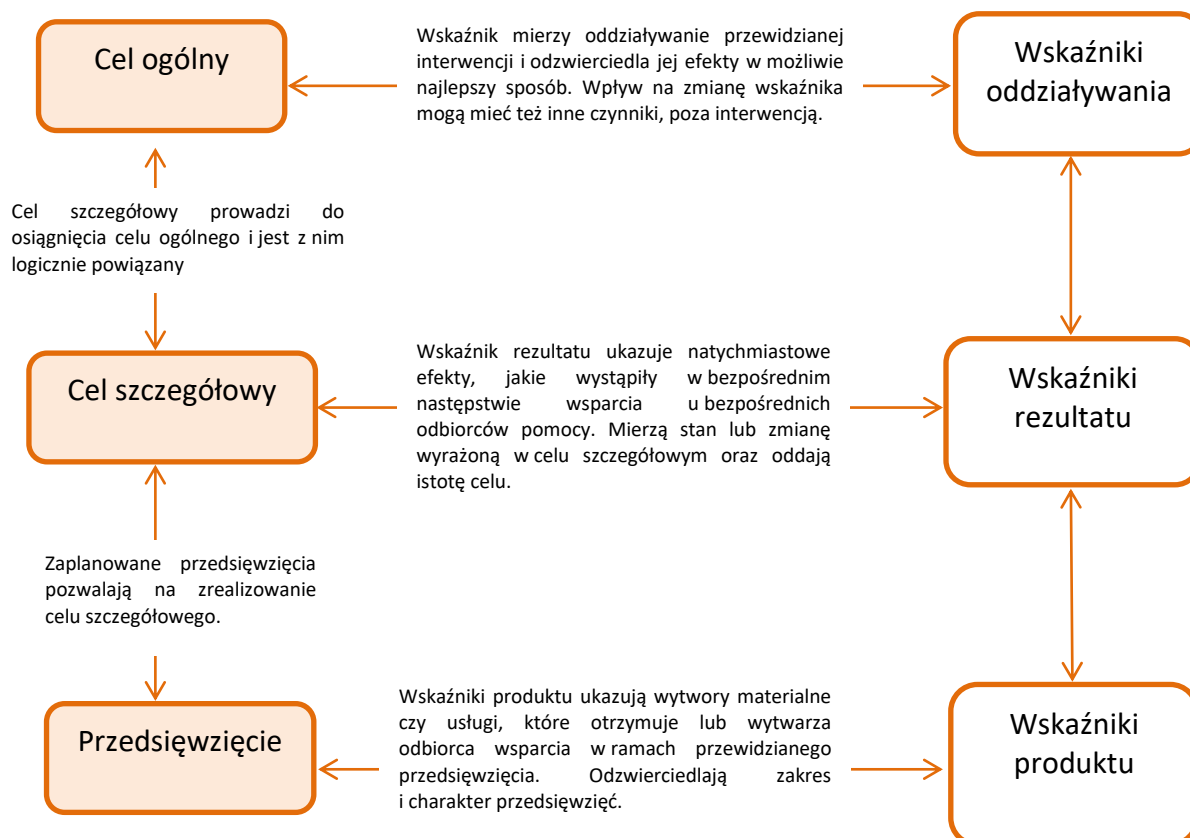 Cel ogólny
Wskaźnik mierzy oddziaływanie przewidzianej
interwencji i odzwierciedla jej efekty w możliwie
najlepszy sposób. Wpływ na zmianę wskaźnika
mogą mieć też inne czynniki, poza interwencją.
Wskaźniki
oddziaływania
Cel szczegółowy prowadzi do
osiągnięcia celu ogólnego i jest z nim
logicznie powiązany
Cel szczegółowy
Wskaźnik rezultatu ukazuje natychmiastowe
efekty, jakie wystąpiły w bezpośrednim
następstwie wsparcia u bezpośrednich
odbiorców pomocy. Mierzą stan lub zmianę
wyrażoną w celu szczegółowym oraz oddają
istotę celu.
Wskaźniki
rezultatu
Zaplanowane przedsięwzięcia
pozwalają na zrealizowanie
celu szczegółowego.
Przedsięwzięcie
Wskaźniki produktu ukazują wytwory materialne
czy usługi, które otrzymuje lub wytwarza
odbiorca wsparcia w ramach przewidzianego
przedsięwzięcia. Odzwierciedlają zakres
i charakter przedsięwzięć.
Wskaźniki
produktu